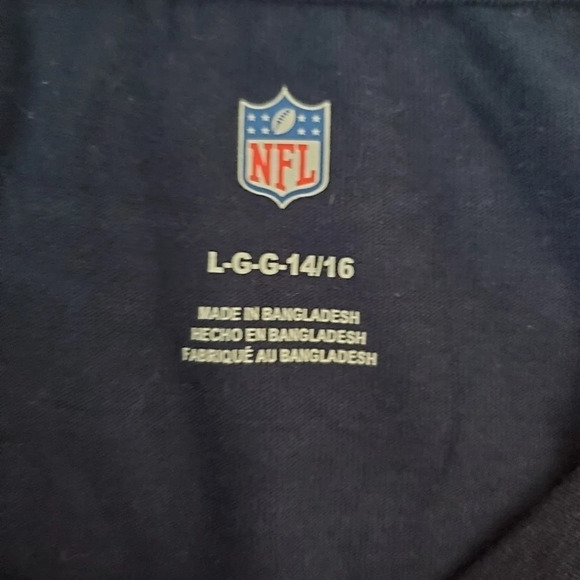 NFL
L-G-G-14/16
MADE IN BANGLADESH
HECHO EN BANGLADESH
FABRIQUÉ AU BANGLADESH